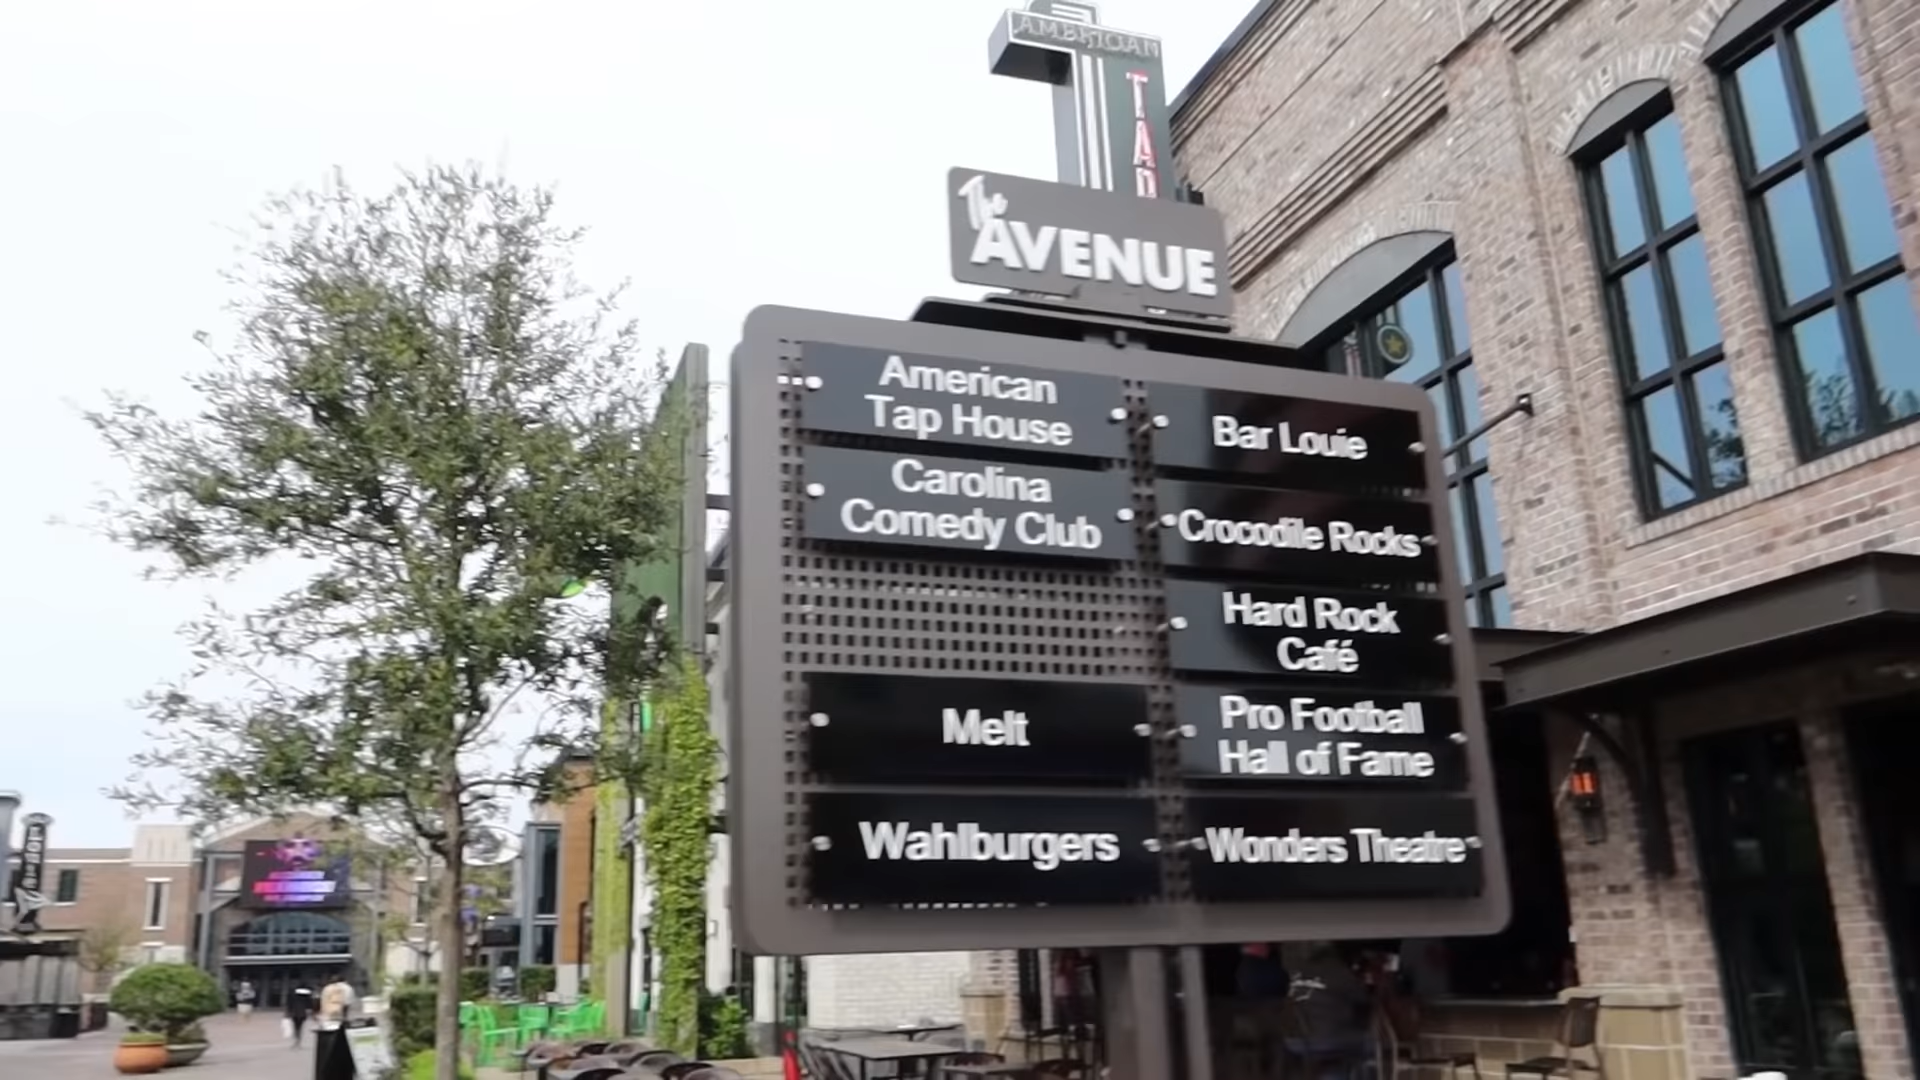 AMERICAN
TAP
The
AVENUE
American
Tap House
Carolina
Comedy Club
Melt
Wahlburgers
Bar Louie
Crocodile Rocks
Hard Rock
Café
Pro Football
Hall of Fame
Wonders Theatre